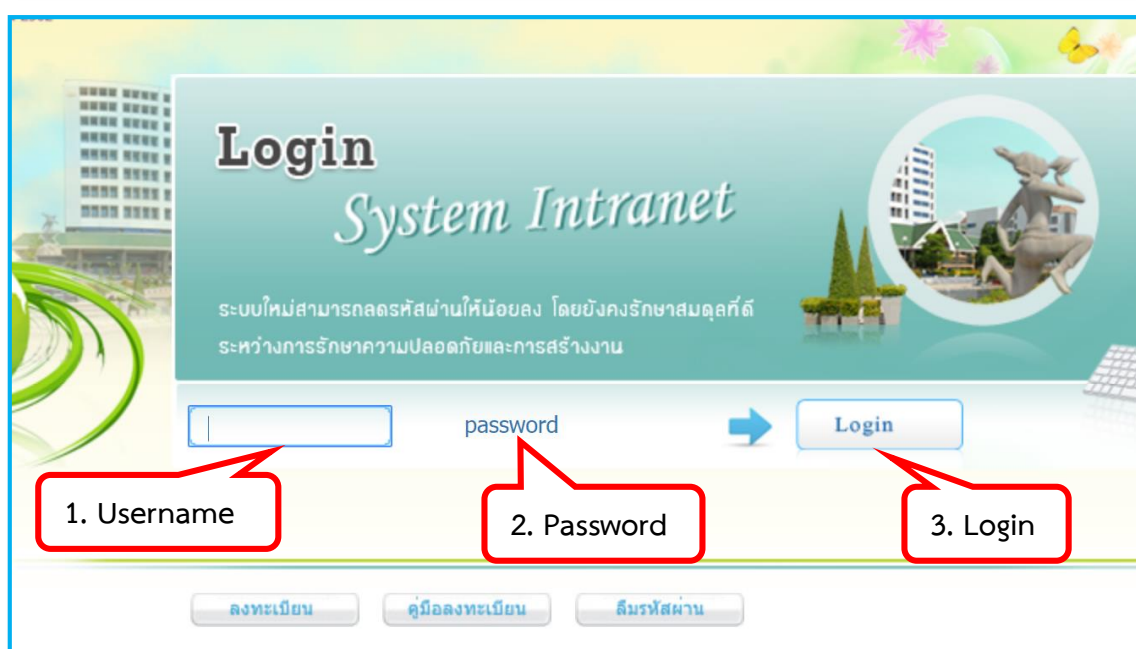 Login
System Intranet
ระบบใหม่สามารถลดรหัสผ่านให้น้อยลง โดยยังคงรักษาสมดุลที่ดี
ระหว่างการรักษาความปลอดภัยและการสร้างงาน
password
Login
1. Username
2. Password
3. Login
ลงทะเบียน
คู่มือลงทะเบียน
ลืมรหัสผ่าน